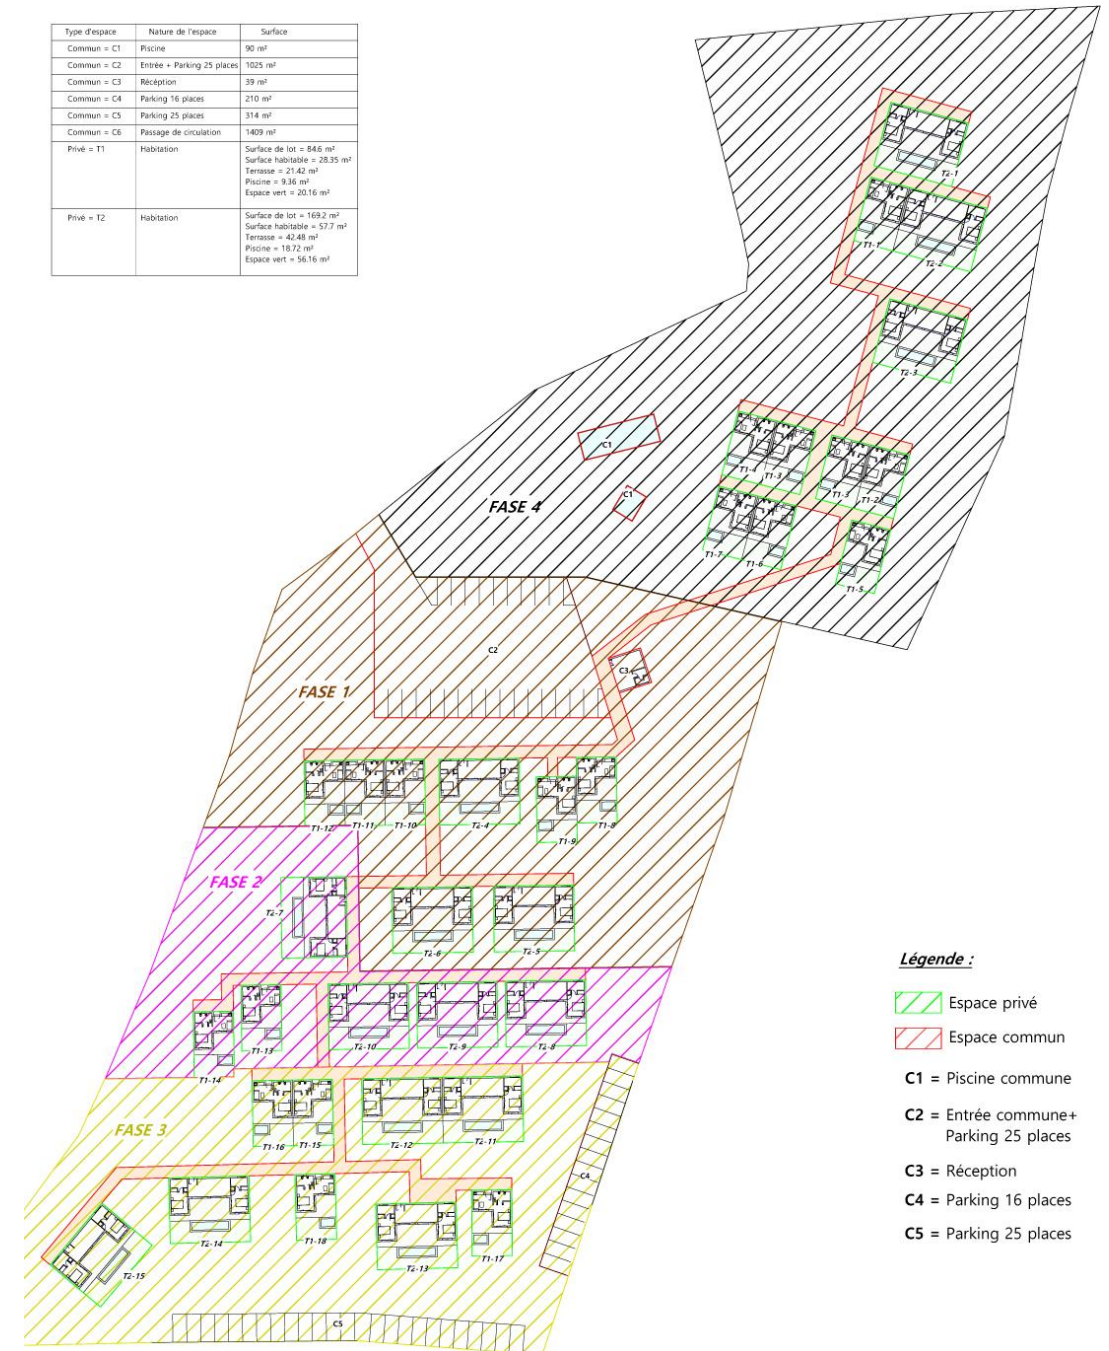 Type d'espace Nature de l'espace Surface
Commun = C1 Piscine 90 m²
Commun = C2 Entrée + Parking 25 places 1025 m²
Commun = C3 Récéption 39 m²
Commun = C4 Parking 16 places 210 m²
Commun = C5 Parking 25 places 314 m²
Commun = C6 Passage de circulation 1409 m²
Privé = T1 Habitation Surface de lot = 84.6 m²
Surface habitable = 28.35 m²
Terrasse = 21.42 m²
Piscine = 9.36 m²
Espace vert = 20.16 m²
Privé = T2 Habitation Surface de lot = 169.2 m²
Surface habitable = 57.7 m²
Terrasse = 42.48 m²
Piscine = 18.72 m²
Espace vert = 56.16 m²
T2-1
T1-1
T2-2
T2-3
C1
T1-4 T1-3 T1-3 T1-2
C1
FASE 4
T1-7 T1-6
T1-5
C2
C3
FASE 1
T1-12 T1-11 T1-10 T2-4 T1-8
T1-9
FASE 2
T2-7
T2-6 T2-5
T1-13 T2-10 T2-9 T2-8
T1-14
FASE 3
T1-16 T1-15 T2-12 T2-11
C4
T2-14 T1-18 T2-13 T1-17
T2-15
C5
Légende :
Espace privé
Espace commun
C1 = Piscine commune
C2 = Entrée commune+
Parking 25 places
C3 = Réception
C4 = Parking 16 places
C5 = Parking 25 places